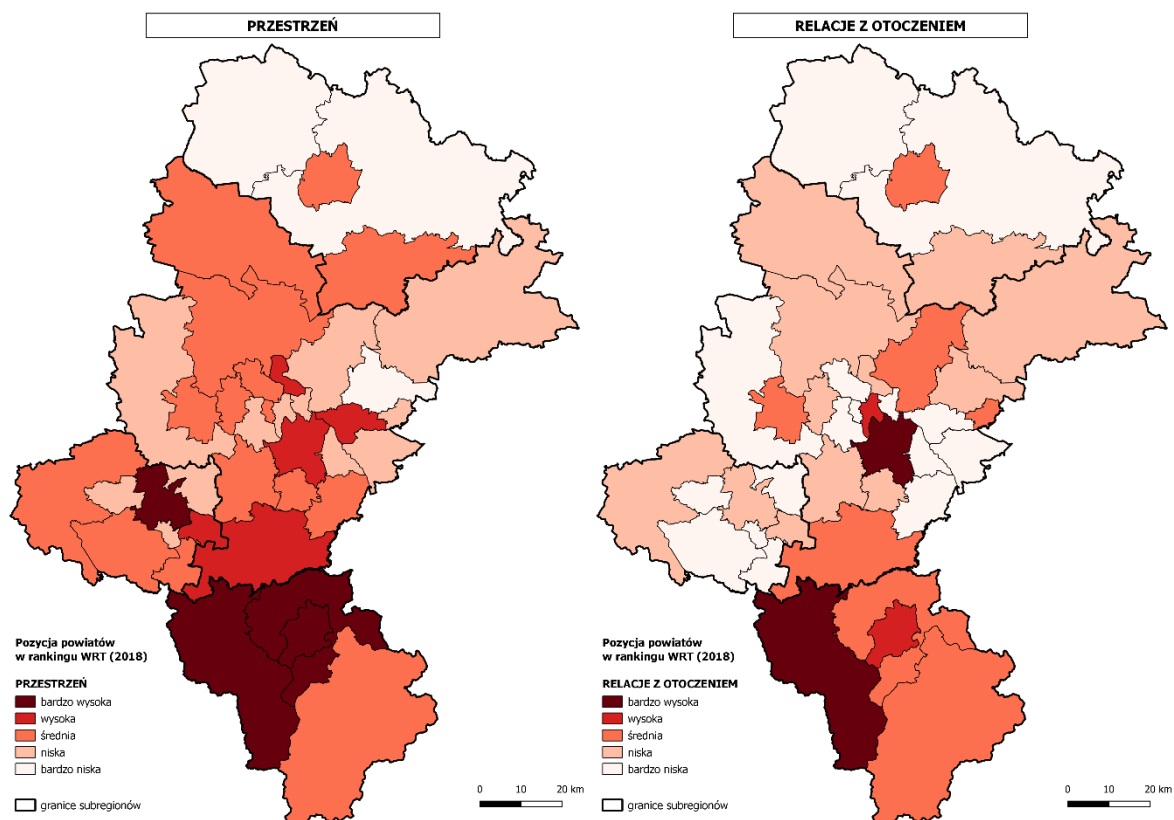 PRZESTRZEŃ
Pozycja powiatów
w rankingu WRT (2018)
PRZESTRZEŃ
bardzo wysoka
wysoka
średnia
niska
bardzo niska
granice subregionów
0 10 20 km
RELACJE Z OTOCZENIEM
Pozycja powiatów
w rankingu WRT (2018)
RELACJE Z OTOCZENIEM
bardzo wysoka
wysoka
średnia
niska
bardzo niska
granice subregionów
0 10 20 km